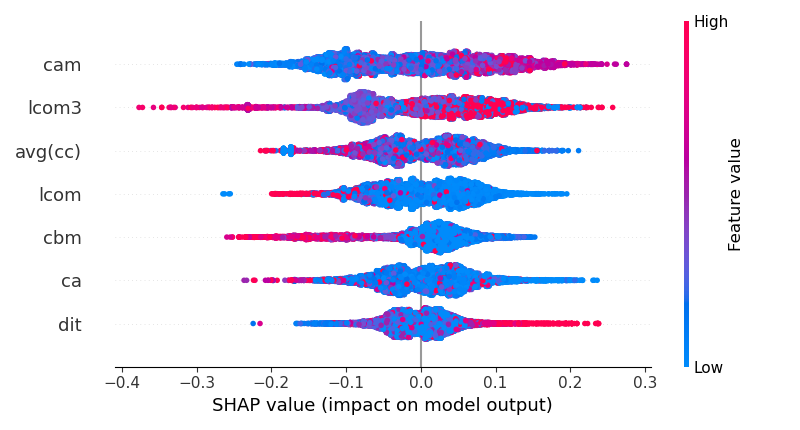 High
cam
lcom3
avg(cc)
lcom
cbm
ca
dit
Feature value
Low
−0.4 −0.3 −0.2 −0.1 0.0 0.1 0.2 0.3
SHAP value (impact on model output)